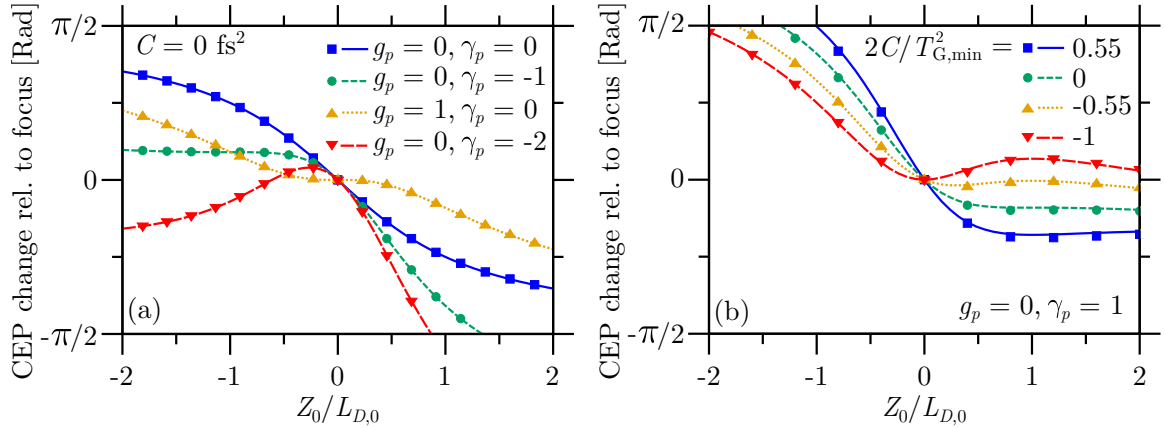 CEP change rel. to focus [Rad]
π/2
0
-π/2
C = 0 fs²
g_p = 0, γ_p = 0
g_p = 0, γ_p = -1
g_p = 1, γ_p = 0
g_p = 0, γ_p = -2
(a)
-2 -1 0 1 2
Z_0/L_{D,0}
CEP change rel. to focus [Rad]
π/2
0
-π/2
2C/T²_{G,min} = 0.55
0
-0.55
-1
(b)
g_p = 0, γ_p = 1
-2 -1 0 1 2
Z_0/L_{D,0}